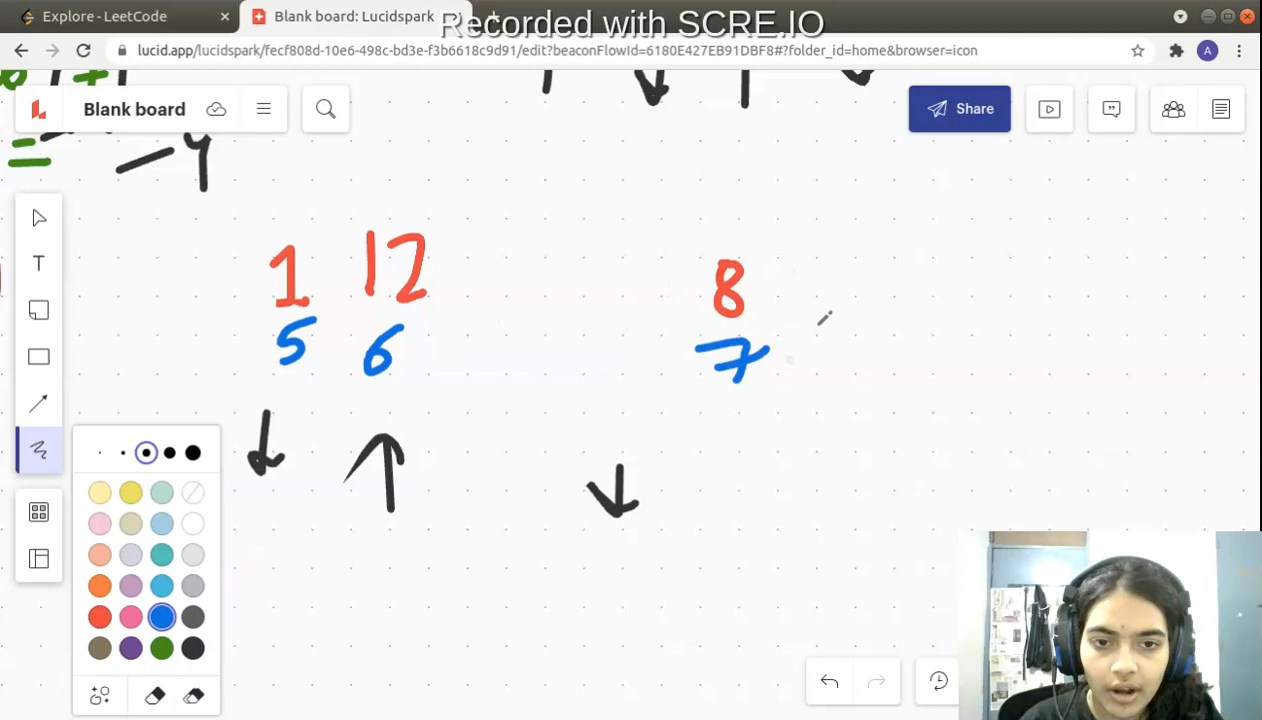 Explore - LeetCode
Blank board: Lucidspark
Recorded with SCRE.IO
lucid.app/lucidspark/fecf808d-10e6-498c-bd3e-f3b6618c9d91/edit?beaconFlowId=6180E427EB91DBF8#?folder_id=home&browser=icon
A
Blank board
Share
= -4
T
1 12 8
5 6 7